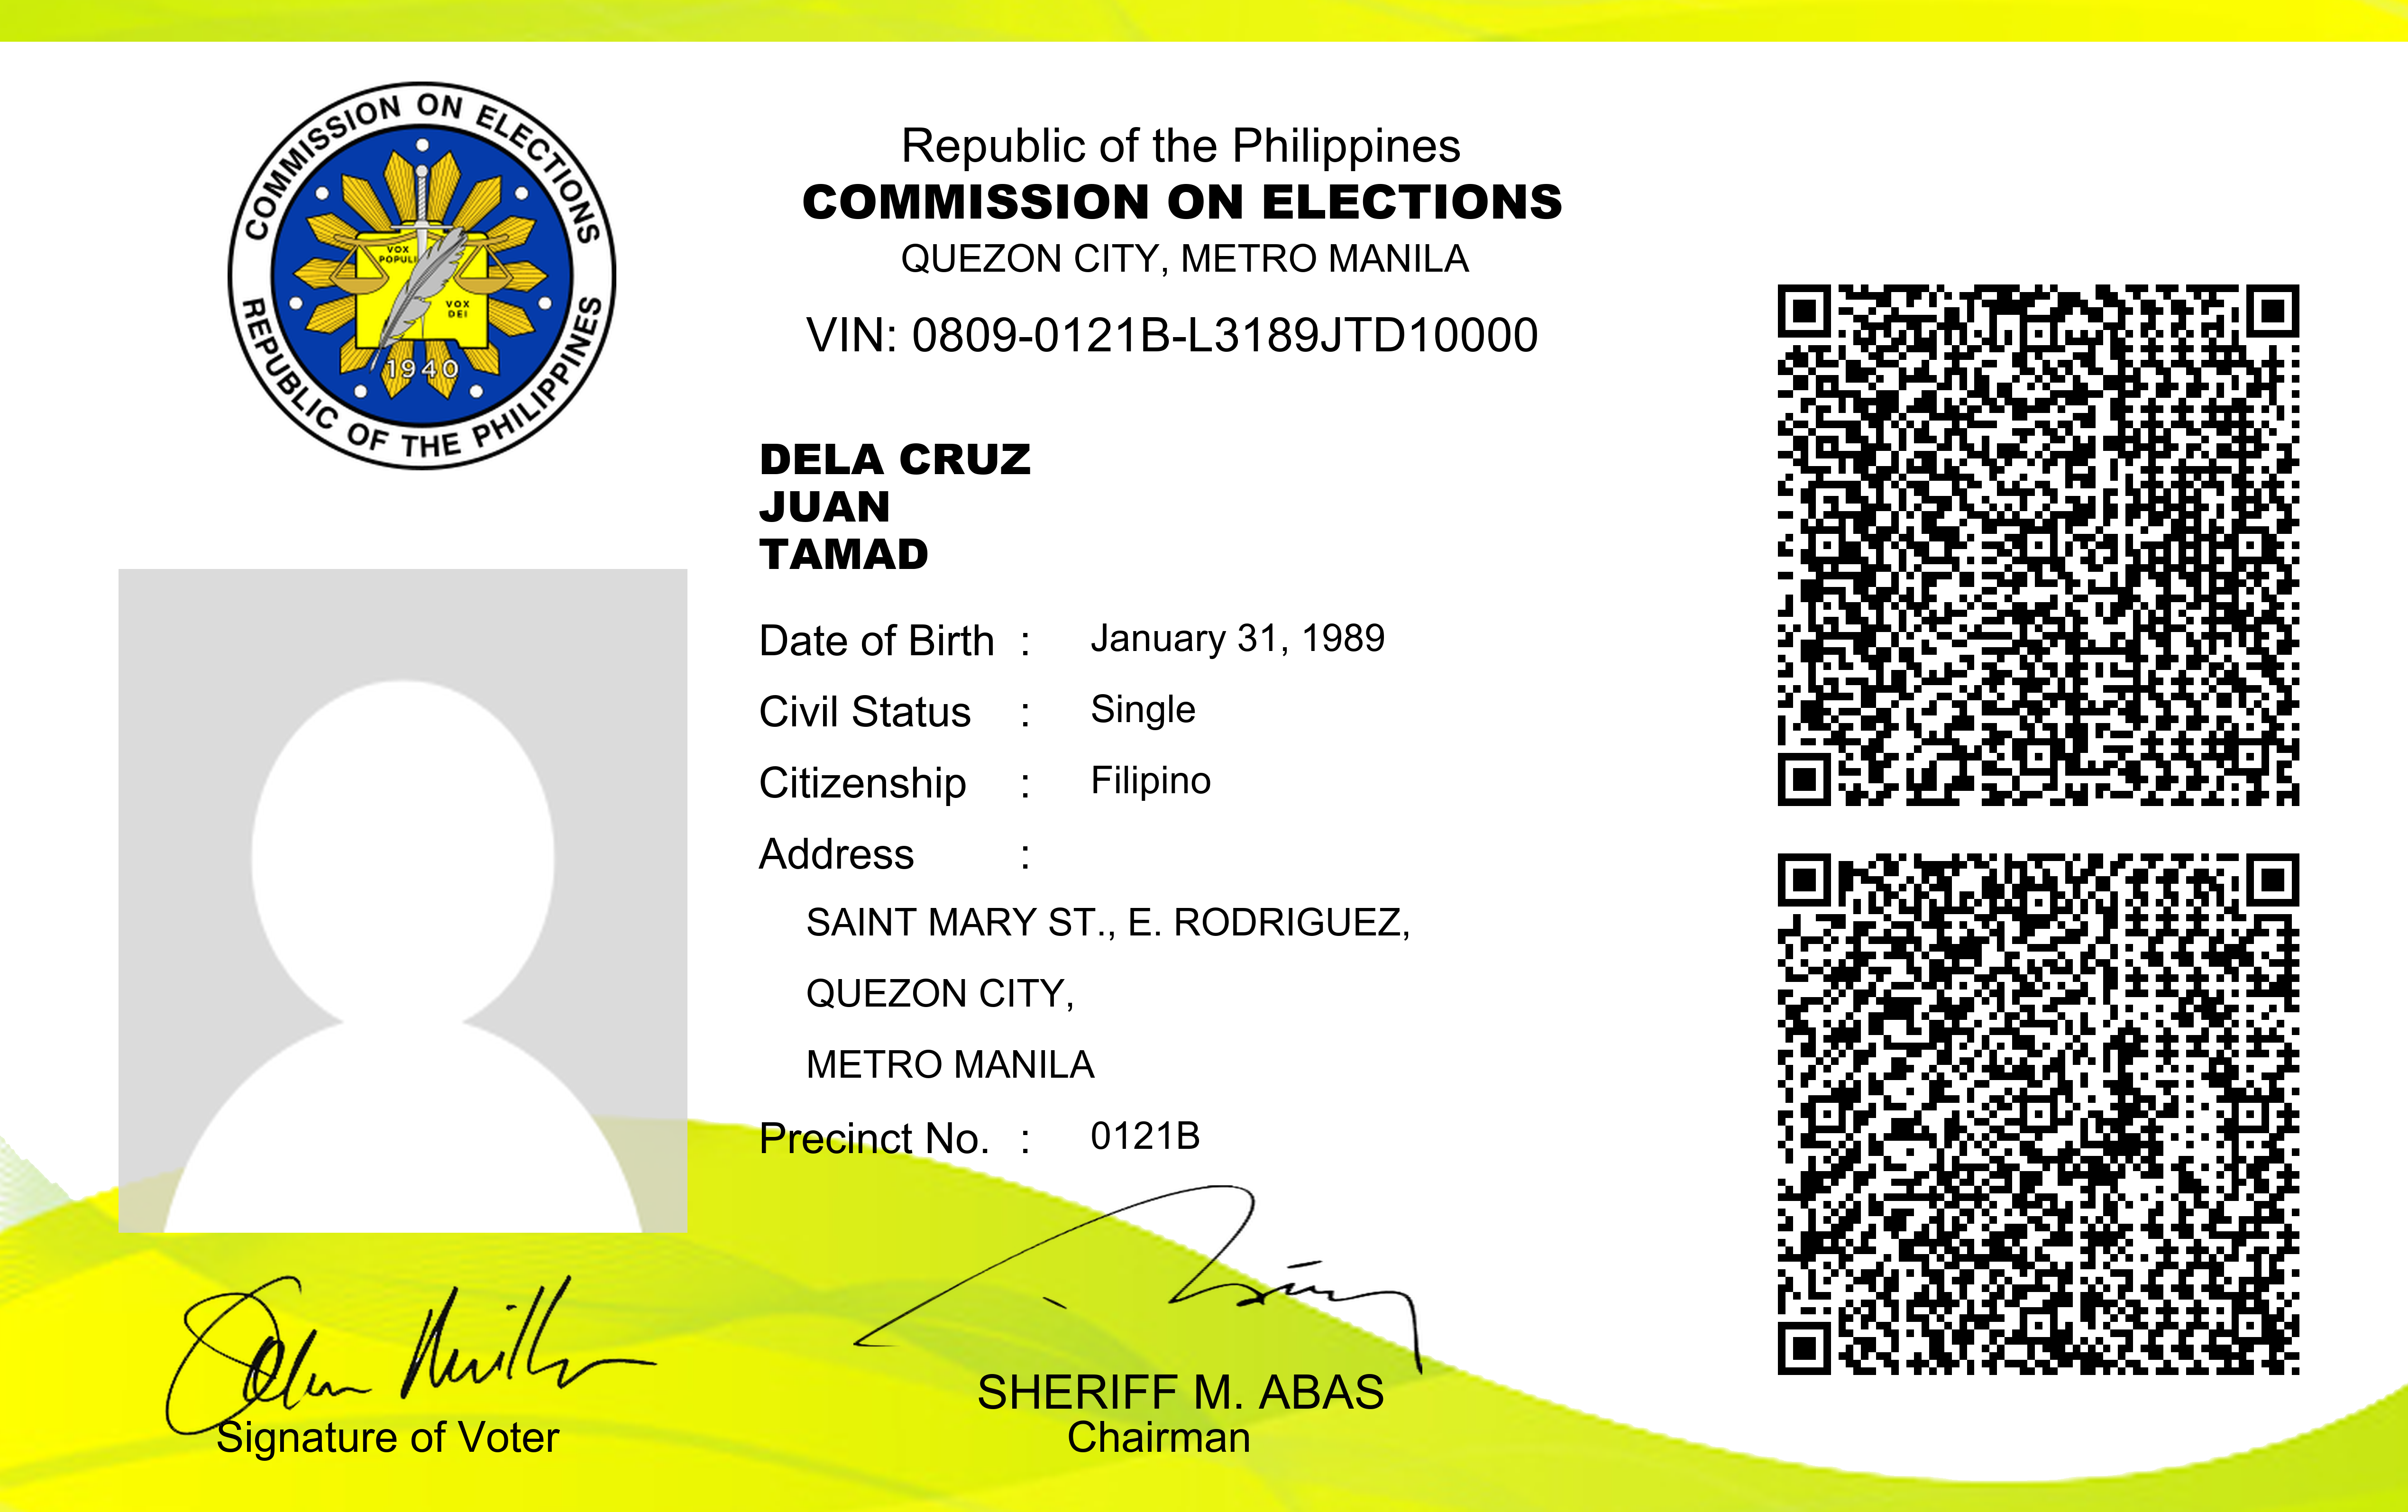 COMMISSION ON ELECTIONS
REPUBLIC OF THE PHILIPPINES
VOX
POPULI
VOX
DEI
1940
Republic of the Philippines
COMMISSION ON ELECTIONS
QUEZON CITY, METRO MANILA
VIN: 0809-0121B-L3189JTD10000
DELA CRUZ
JUAN
TAMAD
Date of Birth : January 31, 1989
Civil Status : Single
Citizenship : Filipino
Address :
SAINT MARY ST., E. RODRIGUEZ,
QUEZON CITY,
METRO MANILA
Precinct No. : 0121B
Signature of Voter
SHERIFF M. ABAS
Chairman